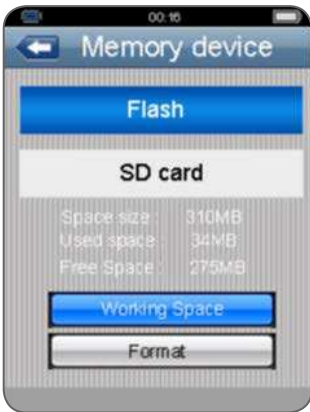 00:16
Memory device
Flash
SD card
Space size : 310MB
Used space : 34MB
Free Space : 275MB
Working Space
Format